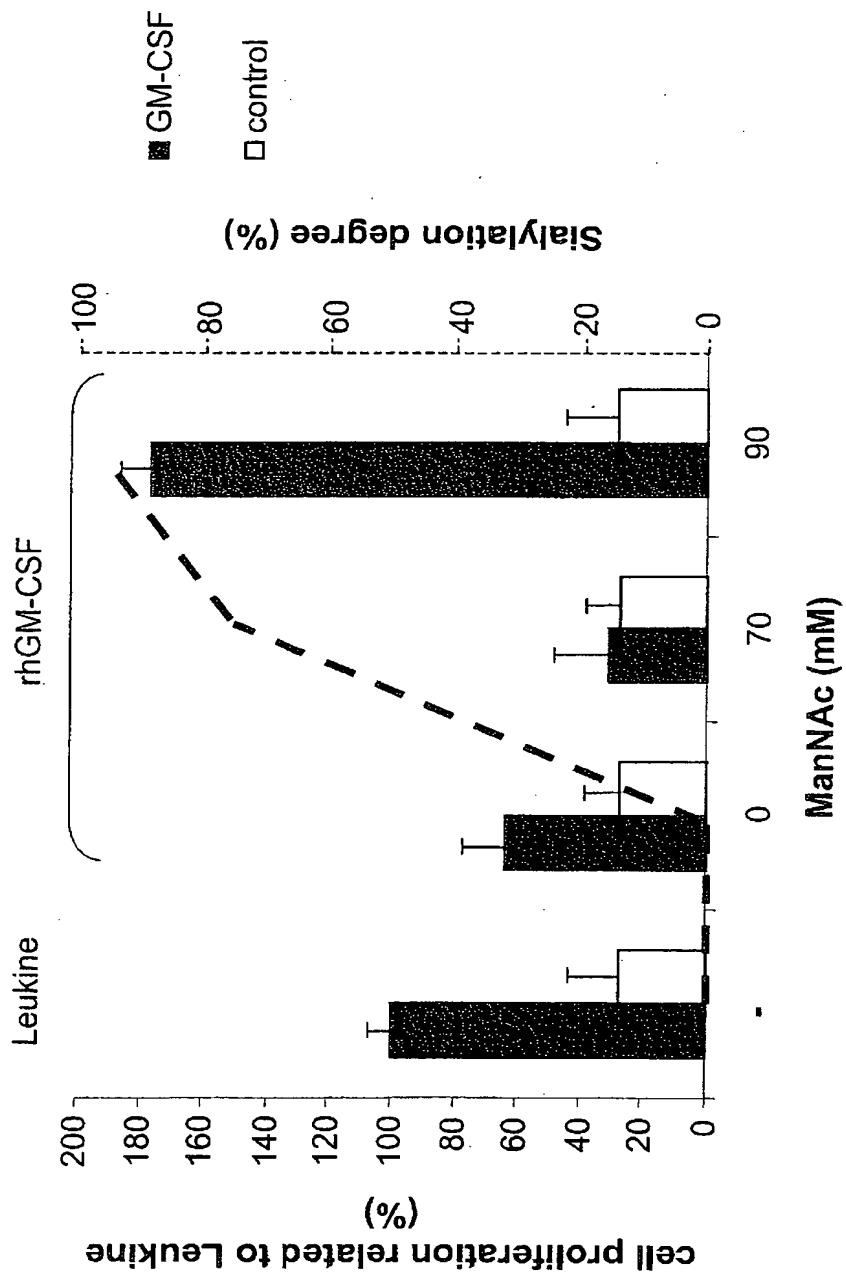 Leukine
rhGM-CSF
GM-CSF
control
cell proliferation related to Leukine
(%)
200
180
160
140
120
100
80
60
40
20
0
Sialylation degree (%)
100
80
60
40
20
0
- 0 70 90
ManNAc (mM)